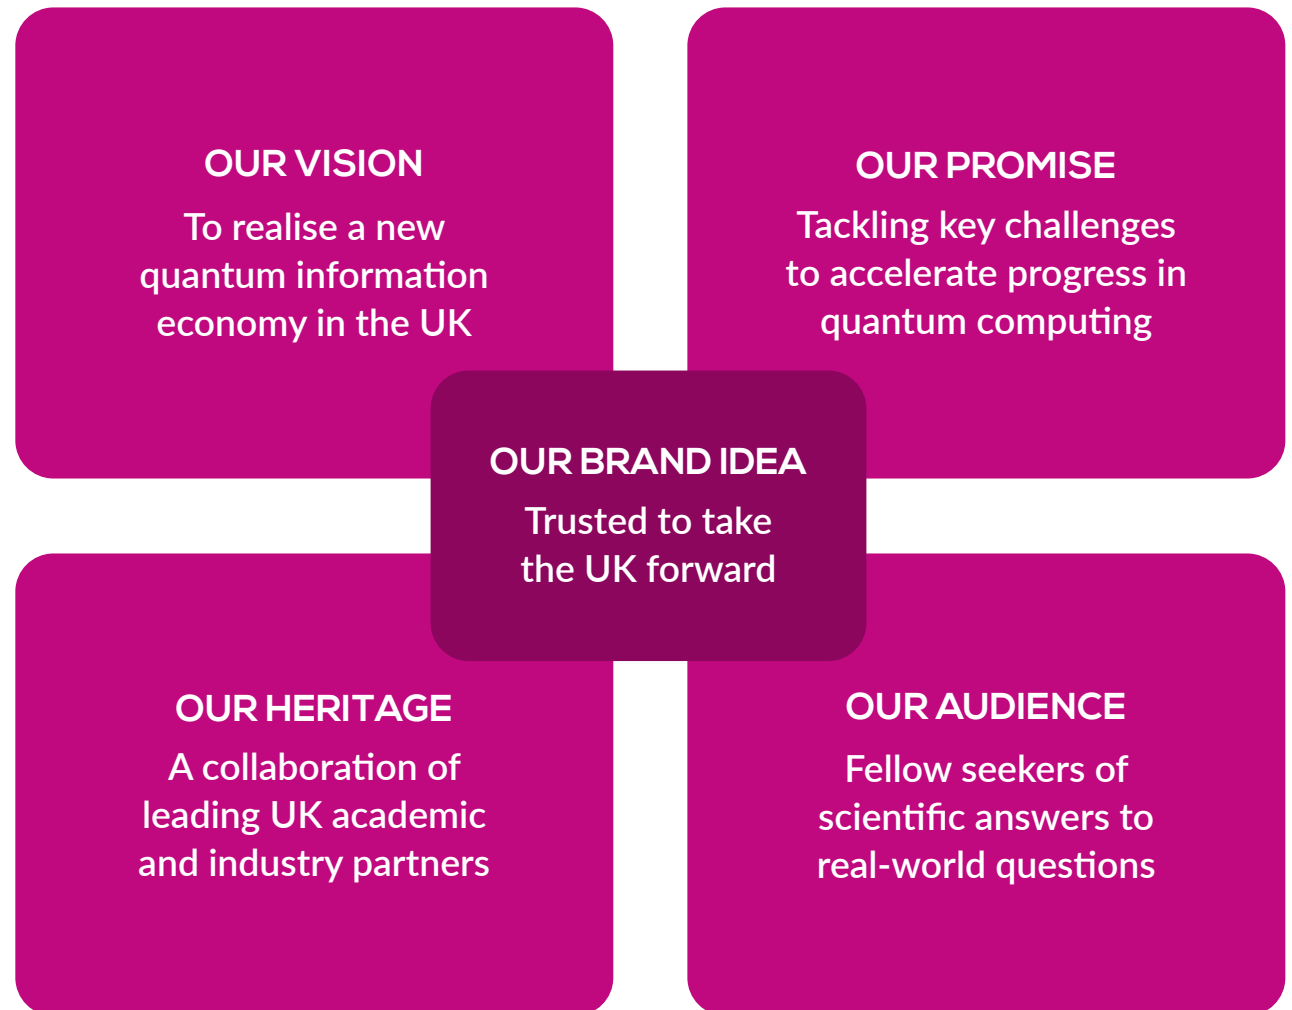 OUR VISION
To realise a new
quantum information
economy in the UK
OUR PROMISE
Tackling key challenges
to accelerate progress in
quantum computing
OUR BRAND IDEA
Trusted to take
the UK forward
OUR HERITAGE
A collaboration of
leading UK academic
and industry partners
OUR AUDIENCE
Fellow seekers of
scientific answers to
real-world questions